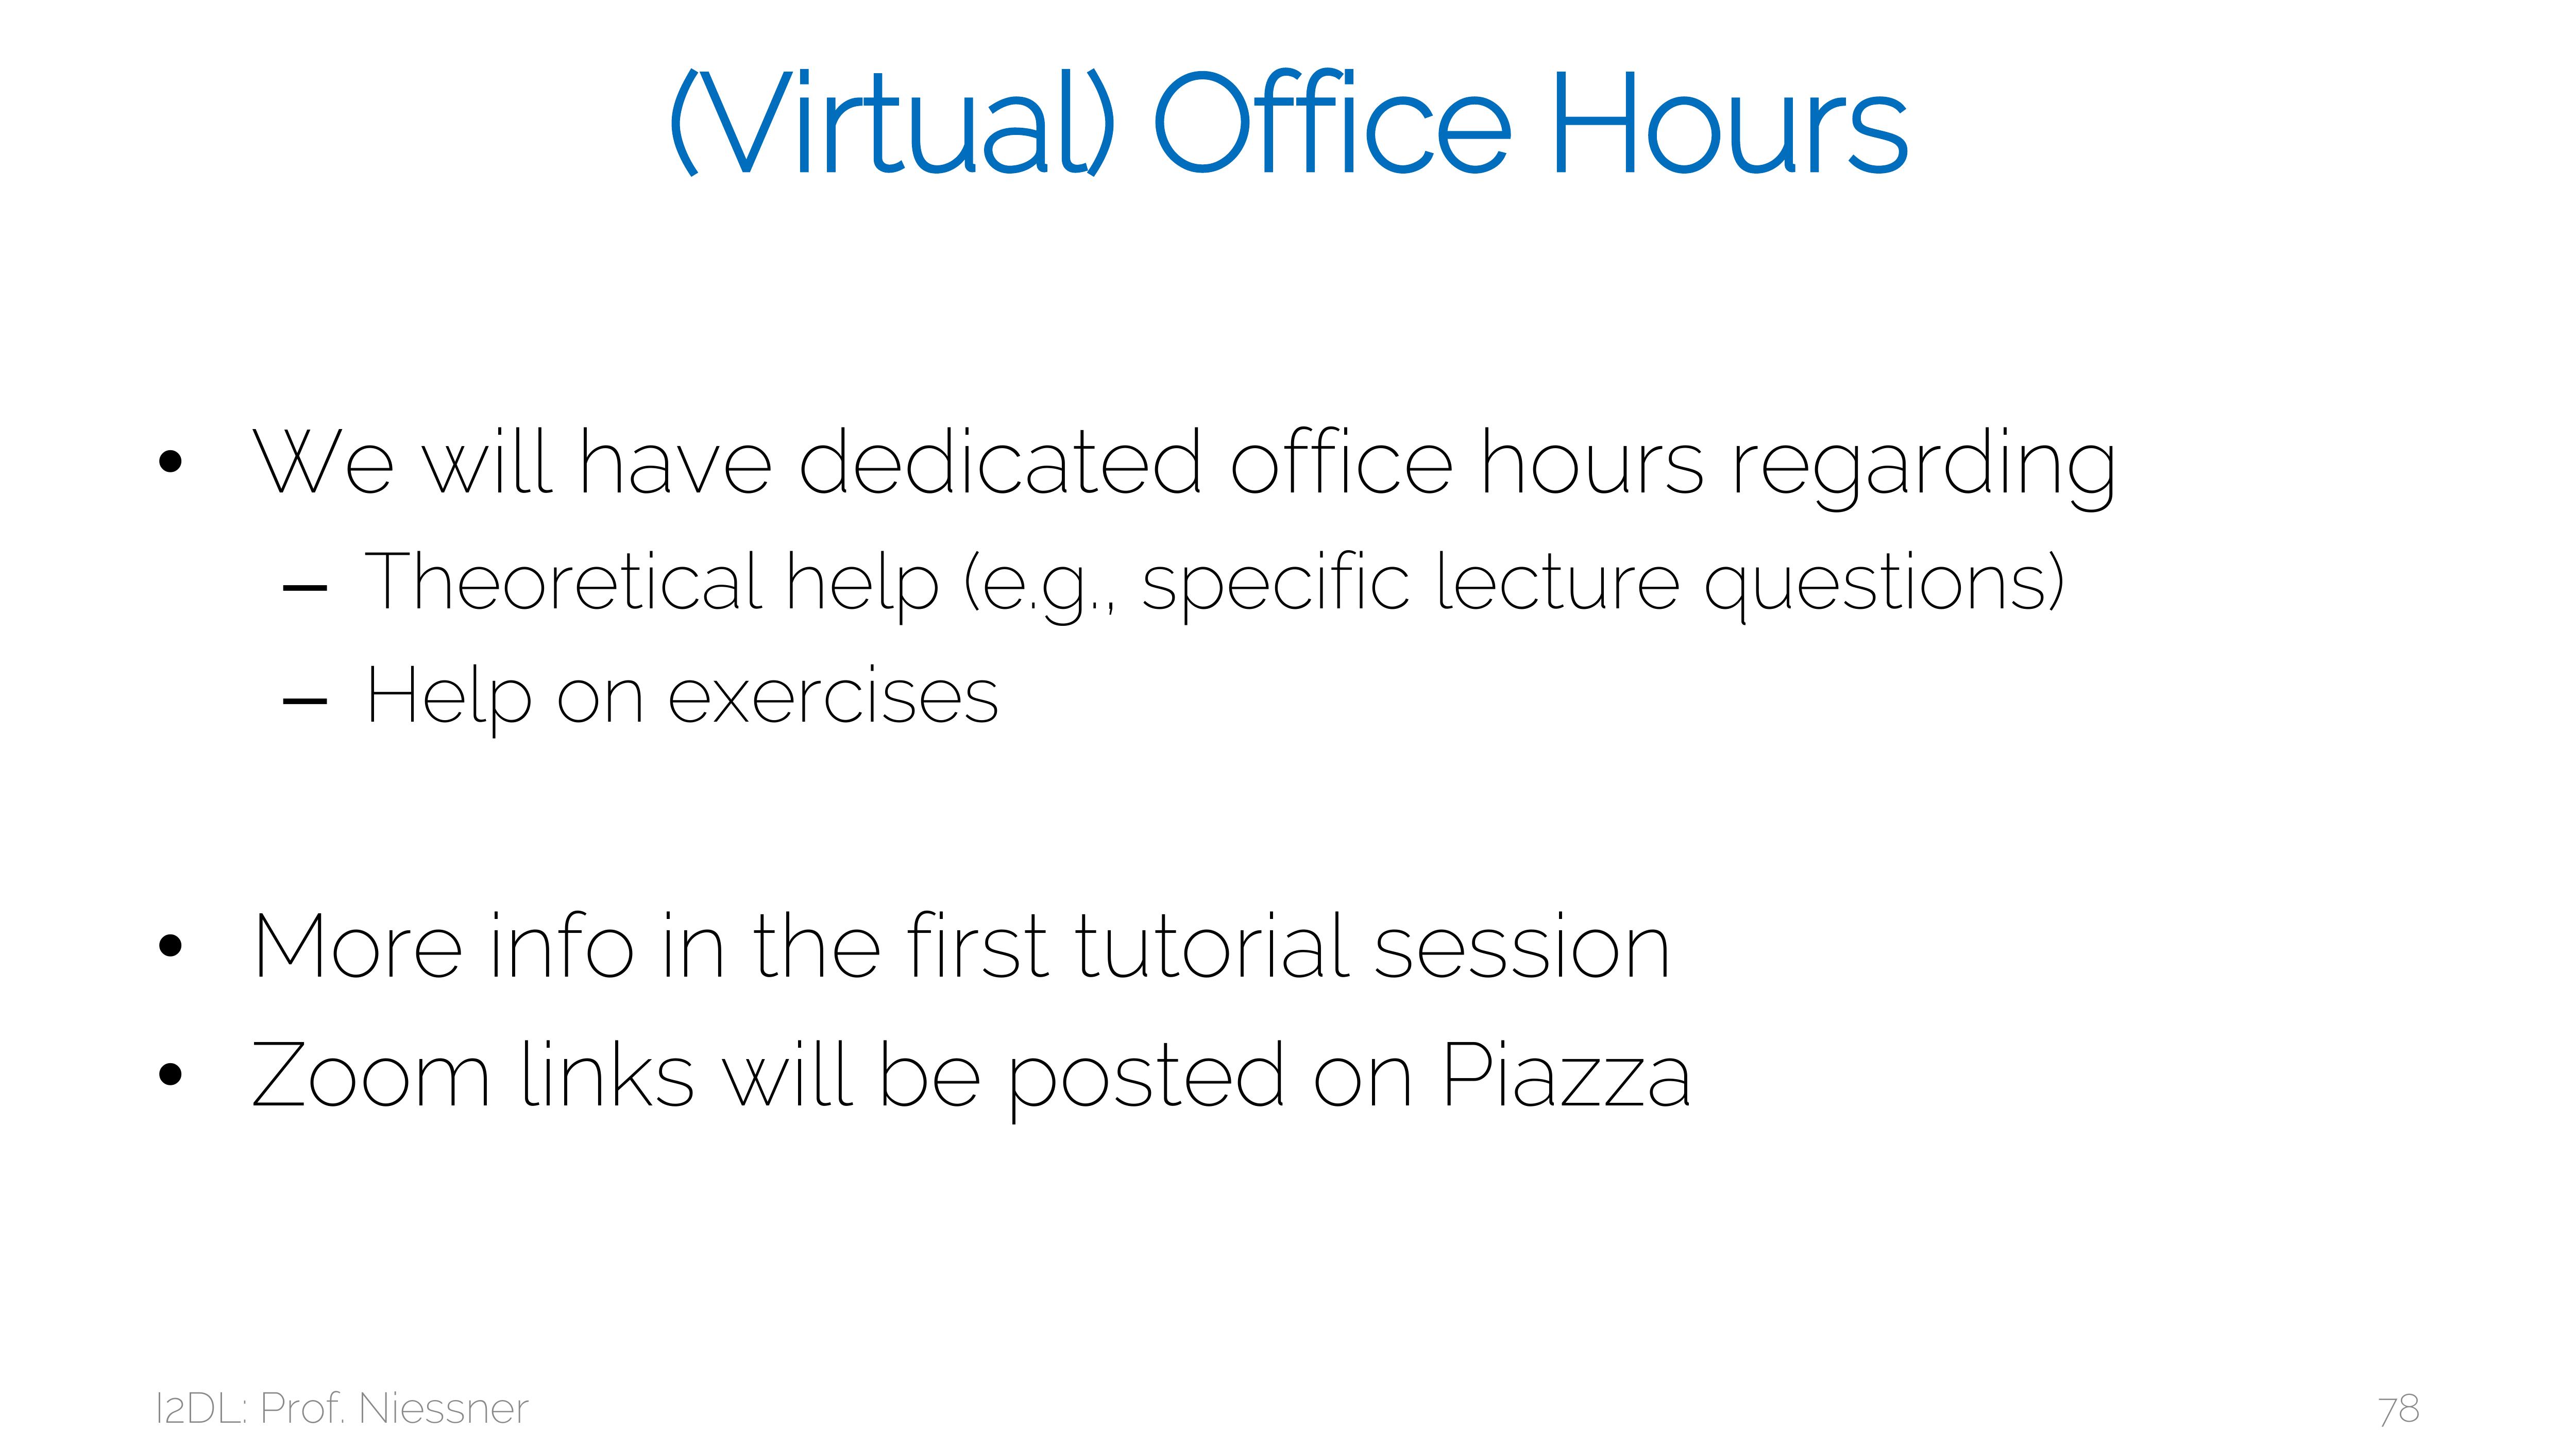 (Virtual) Office Hours
• We will have dedicated office hours regarding
– Theoretical help (e.g., specific lecture questions)
– Help on exercises
• More info in the first tutorial session
• Zoom links will be posted on Piazza
I2DL: Prof. Niessner
78